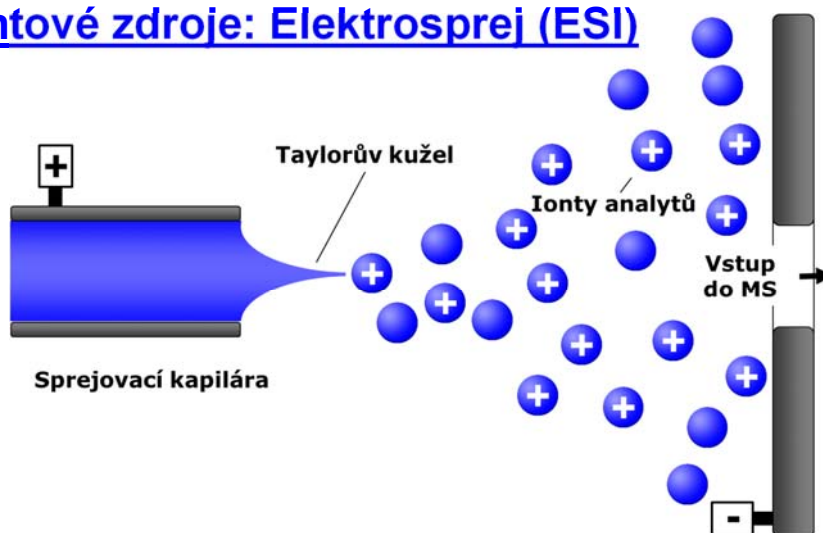 ntové zdroje: Elektrosprej (ESI)
+
Taylorův kužel
Ionty analytů
Vstup
do MS
Sprejovací kapilára
-